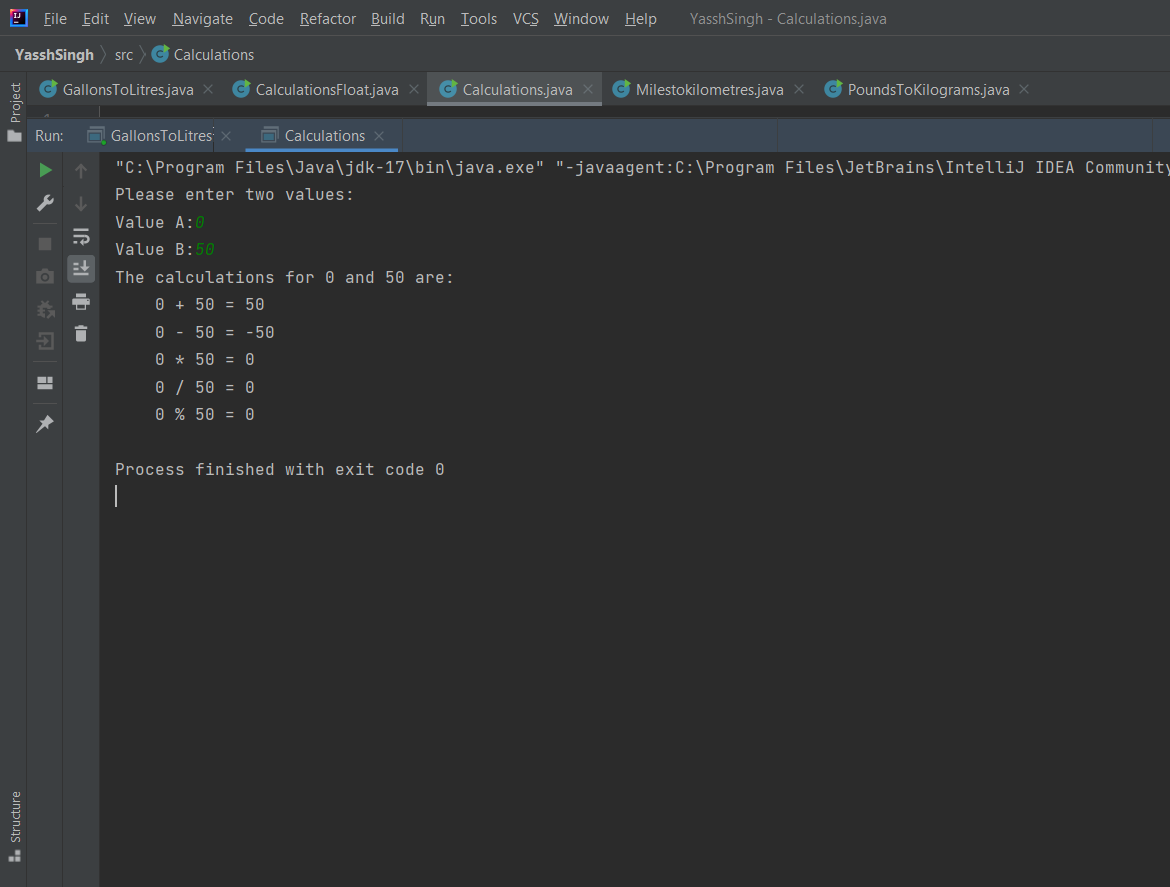 File Edit View Navigate Code Refactor Build Run Tools VCS Window Help YasshSingh - Calculations.java
YasshSingh src Calculations
Project
GallonsToLitres.java CalculationsFloat.java Calculations.java Milestokilometres.java PoundsToKilograms.java
Run: GallonsToLitres Calculations
"C:\Program Files\Java\jdk-17\bin\java.exe" "-javaagent:C:\Program Files\JetBrains\IntelliJ IDEA Community
Please enter two values:
Value A:0
Value B:50
The calculations for 0 and 50 are:
0 + 50 = 50
0 - 50 = -50
0 * 50 = 0
0 / 50 = 0
0 % 50 = 0
Process finished with exit code 0
Structure